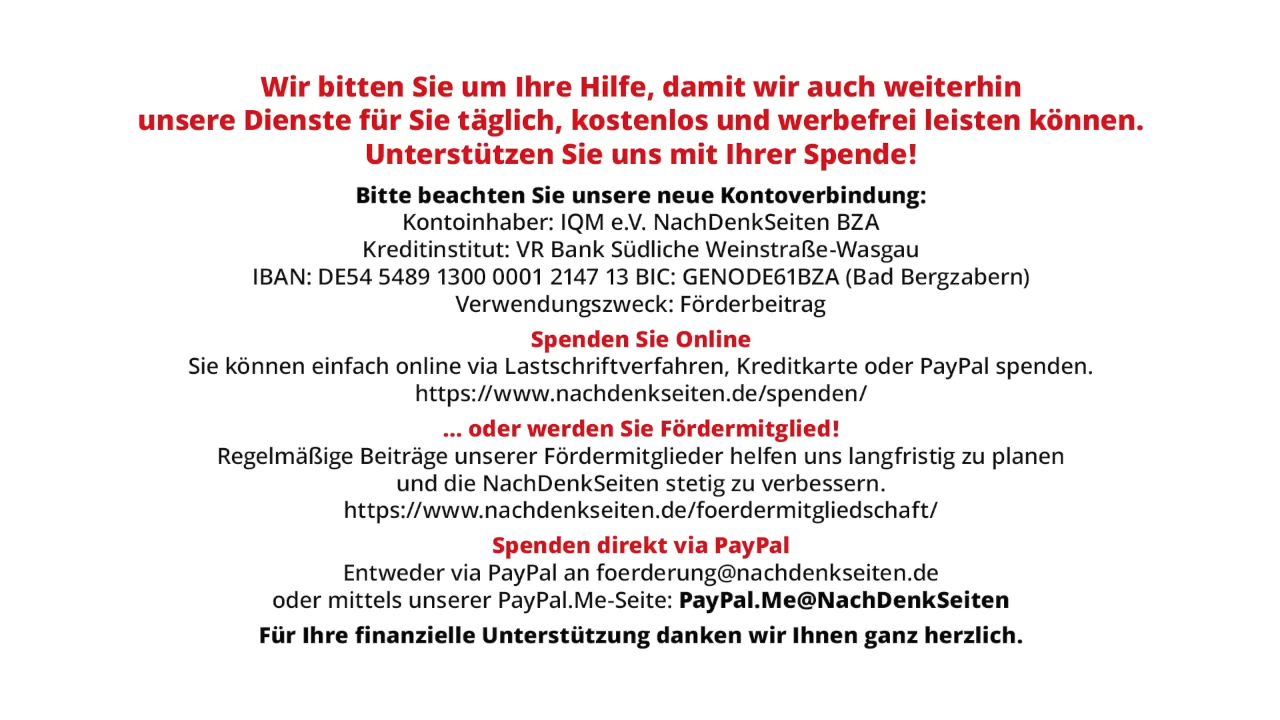 Wir bitten Sie um Ihre Hilfe, damit wir auch weiterhin
unsere Dienste für Sie täglich, kostenlos und werbefrei leisten können.
Unterstützen Sie uns mit Ihrer Spende!
Bitte beachten Sie unsere neue Kontoverbindung:
Kontoinhaber: IQM e.V. NachDenkSeiten BZA
Kreditinstitut: VR Bank Südliche Weinstraße-Wasgau
IBAN: DE54 5489 1300 0001 2147 13 BIC: GENODE61BZA (Bad Bergzabern)
Verwendungszweck: Förderbeitrag
Spenden Sie Online
Sie können einfach online via Lastschriftverfahren, Kreditkarte oder PayPal spenden.
https://www.nachdenkseiten.de/spenden/
... oder werden Sie Fördermitglied!
Regelmäßige Beiträge unserer Fördermitglieder helfen uns langfristig zu planen
und die NachDenkSeiten stetig zu verbessern.
https://www.nachdenkseiten.de/foerdermitgliedschaft/
Spenden direkt via PayPal
Entweder via PayPal an foerderung@nachdenkseiten.de
oder mittels unserer PayPal.Me-Seite: PayPal.Me@NachDenkSeiten
Für Ihre finanzielle Unterstützung danken wir Ihnen ganz herzlich.